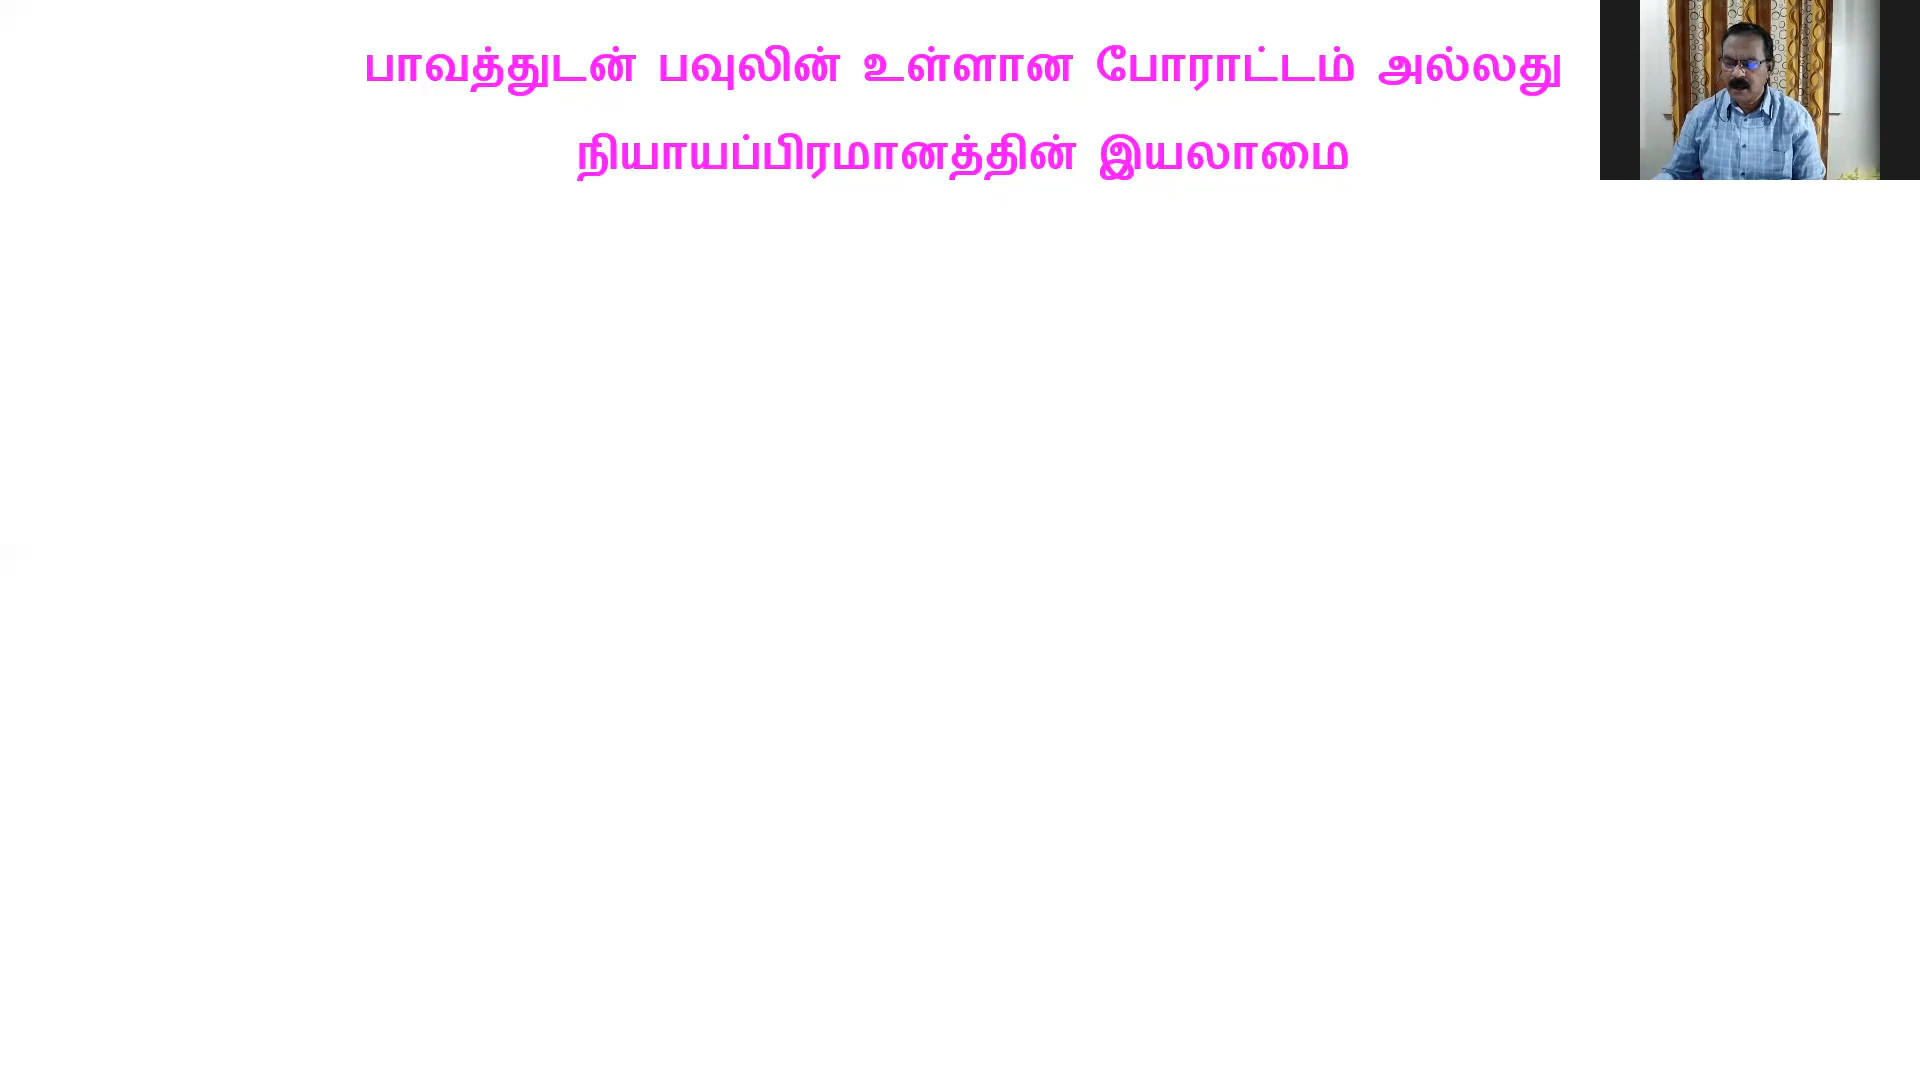 பாவத்துடன் பவுலின் உள்ளான போராட்டம் அல்லது
நியாயப்பிரமானத்தின் இயலாமை